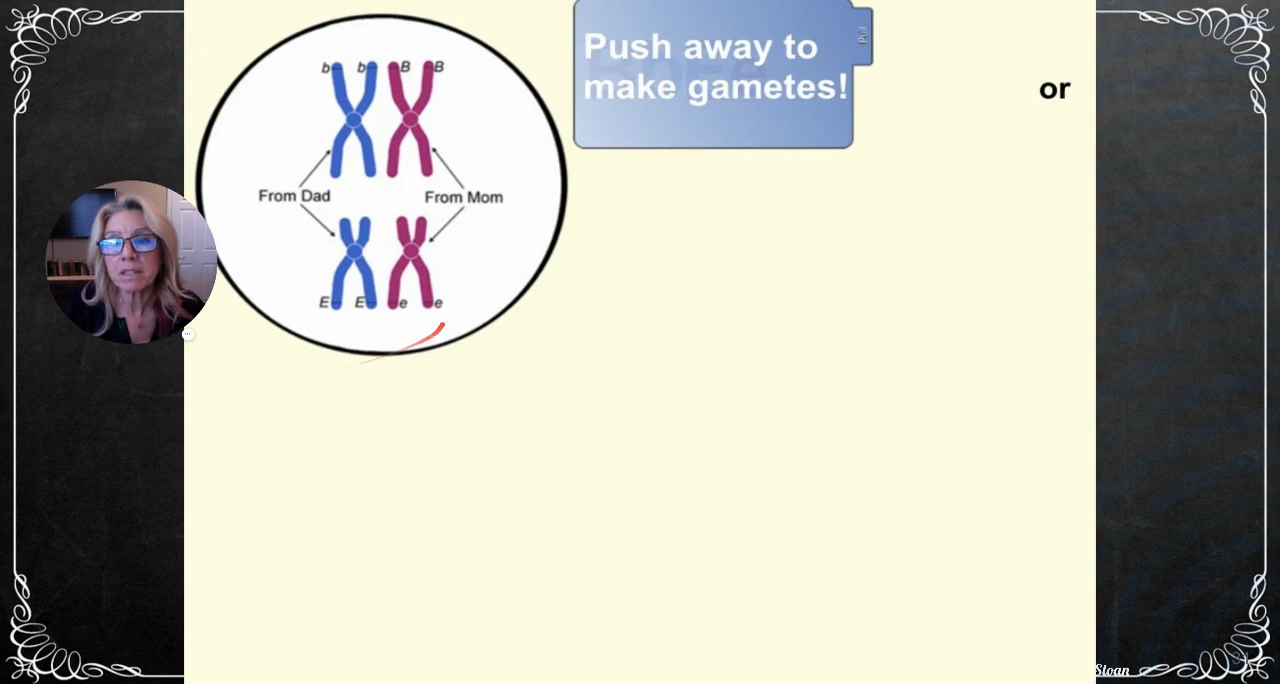 b b B B
From Dad From Mom
E E e e
Push away to
make gametes!
Pull
or
Sloan